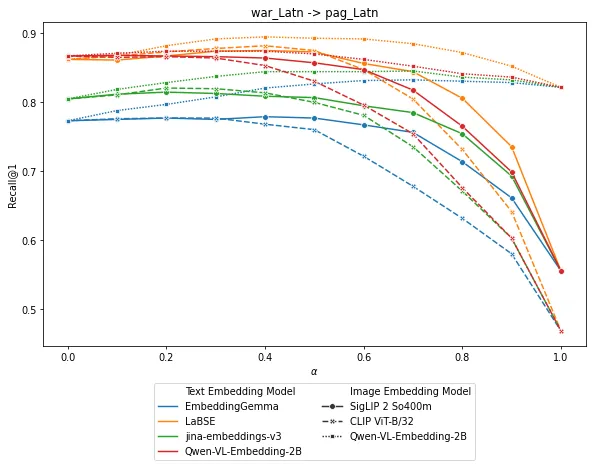 war_Latn -> pag_Latn
Recall@1
0.9
0.8
0.7
0.6
0.5
0.0
0.2
0.4
0.6
0.8
1.0
α
Text Embedding Model
EmbeddingGemma
LaBSE
jina-embeddings-v3
Qwen-VL-Embedding-2B
Image Embedding Model
SigLIP 2 So400m
CLIP ViT-B/32
Qwen-VL-Embedding-2B